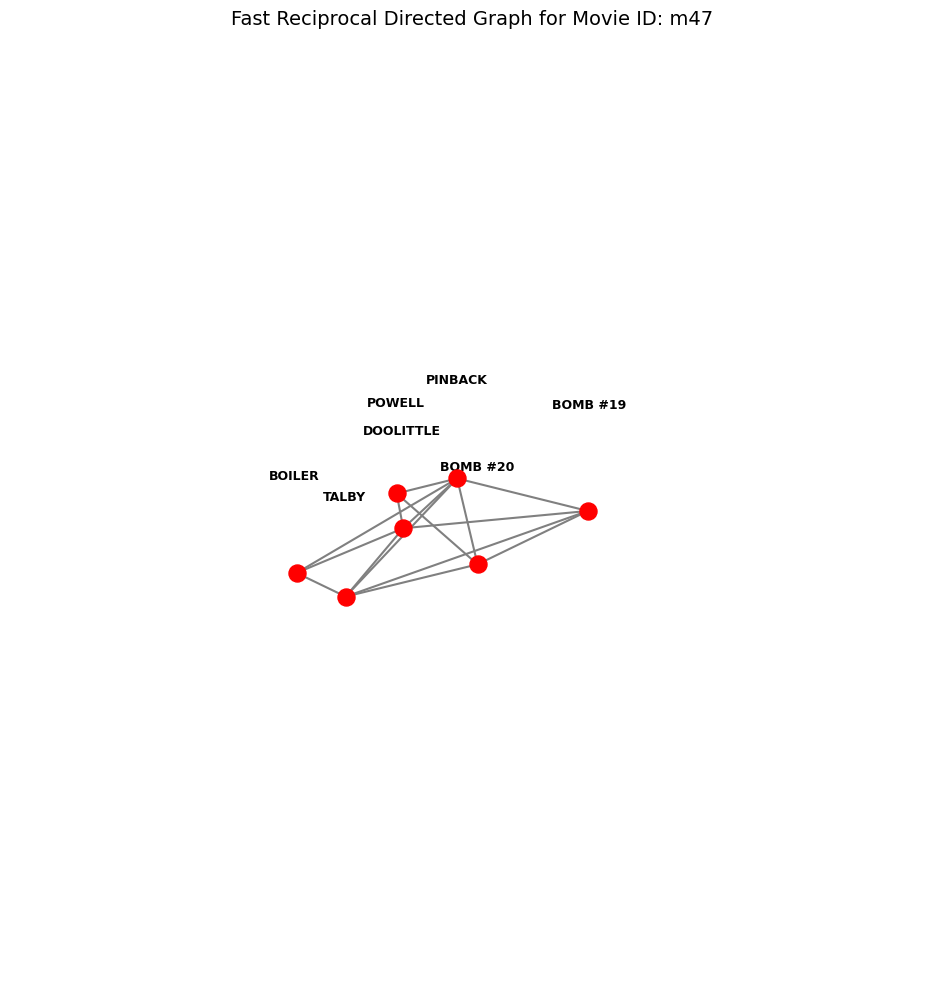 Fast Reciprocal Directed Graph for Movie ID: m47
PINBACK
POWELL
BOMB #19
DOOLITTLE
BOMB #20
BOILER
TALBY